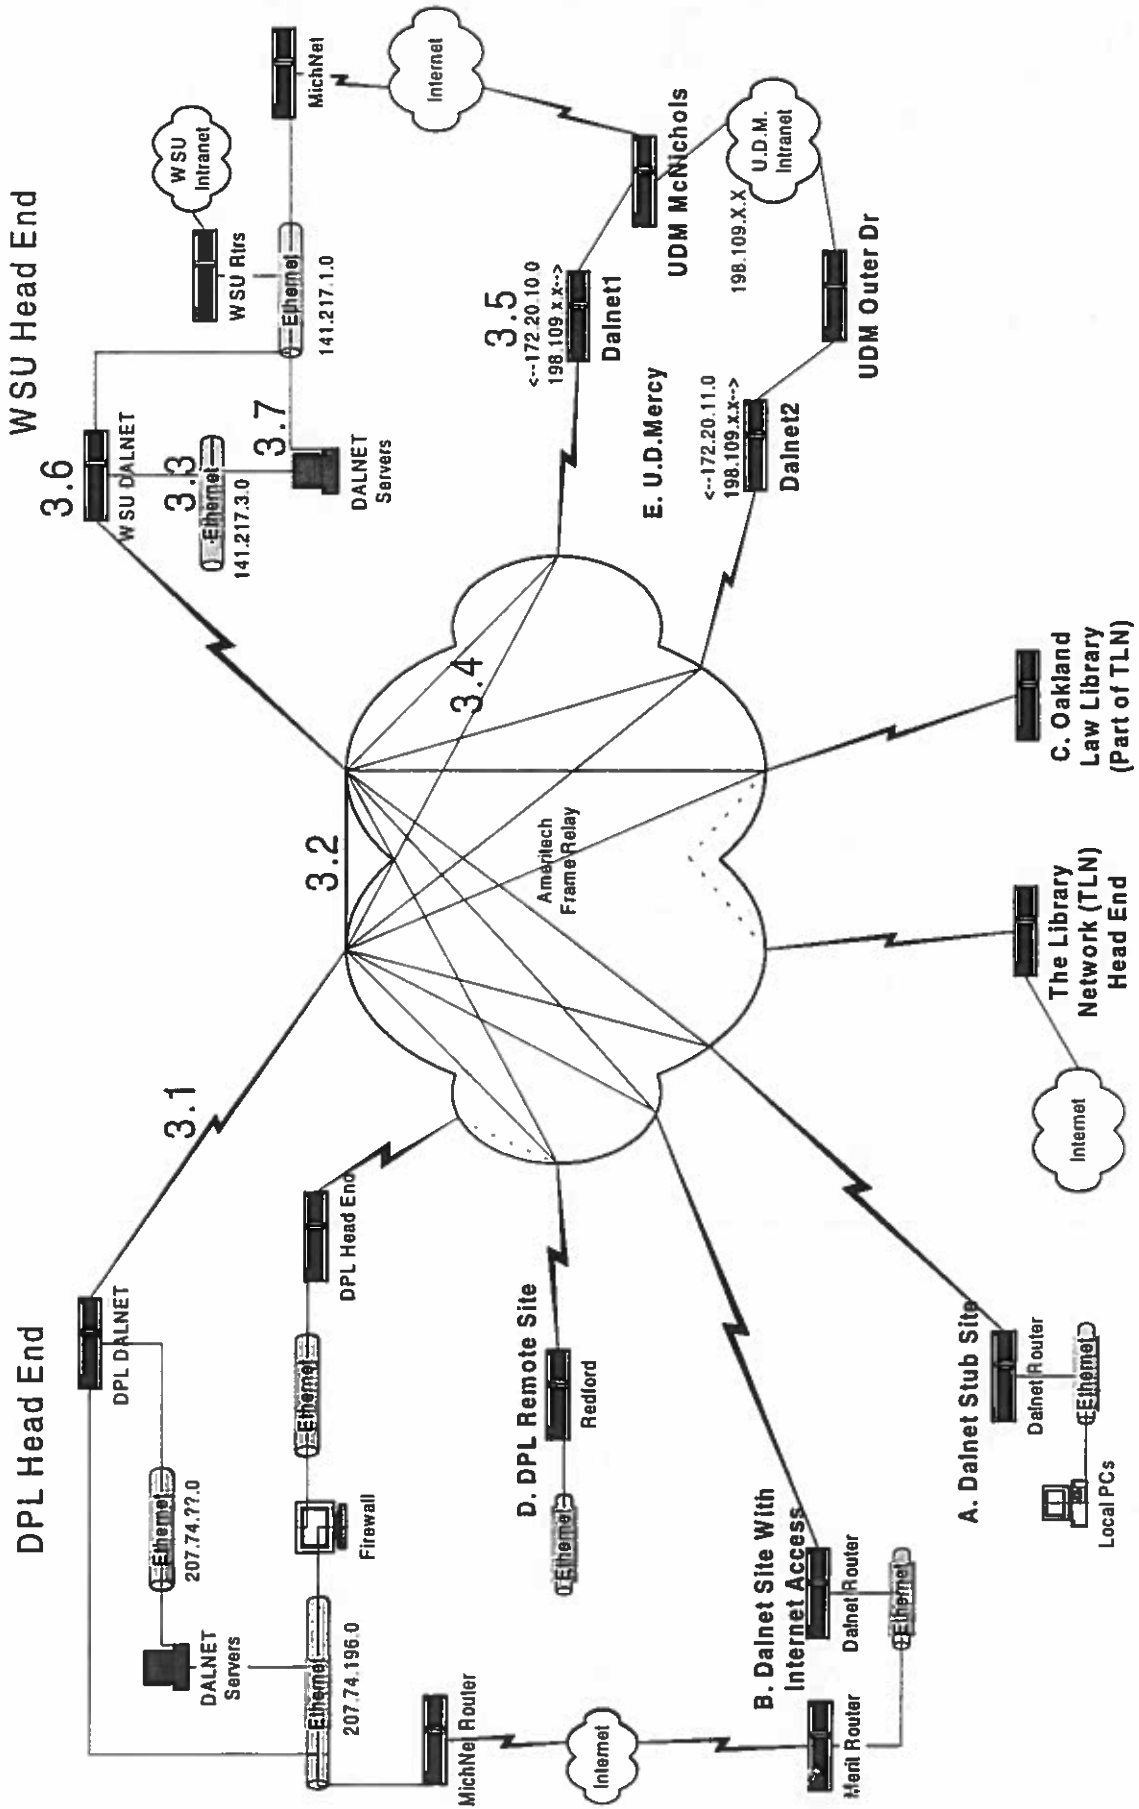 DPL Head End
WSU Head End
DPL DALNET
3.1
3.2
3.6
WSU DALNET
3.3
Ethernet
141.217.3.0
3.7
DALNET
Servers
WSU Rtrs
WSU
Intranet
Ethernet
141.217.1.0
MichNet
Internet
Ethernet
207.74.??.0
DALNET
Servers
Ethernet
207.74.196.0
Firewall
Ethernet
DPL Head End
MichNet Router
Internet
Ameritech
Frame Relay
3.4
3.5
<--172.20.10.0
198.109.x.x-->
Dalnet1
UDM McNichols
U.D.M.
Intranet
198.109.X.X
E. U.D.Mercy
<--172.20.11.0
198.109.x.x-->
Dalnet2
UDM Outer Dr
D. DPL Remote Site
Redford
Ethernet
B. Dalnet Site With
Internet Access
Dalnet Router
Merit Router
Ethernet
A. Dalnet Stub Site
Dalnet Router
Ethernet
Local PCs
Internet
The Library
Network (TLN)
Head End
C. Oakland
Law Library
(Part of TLN)